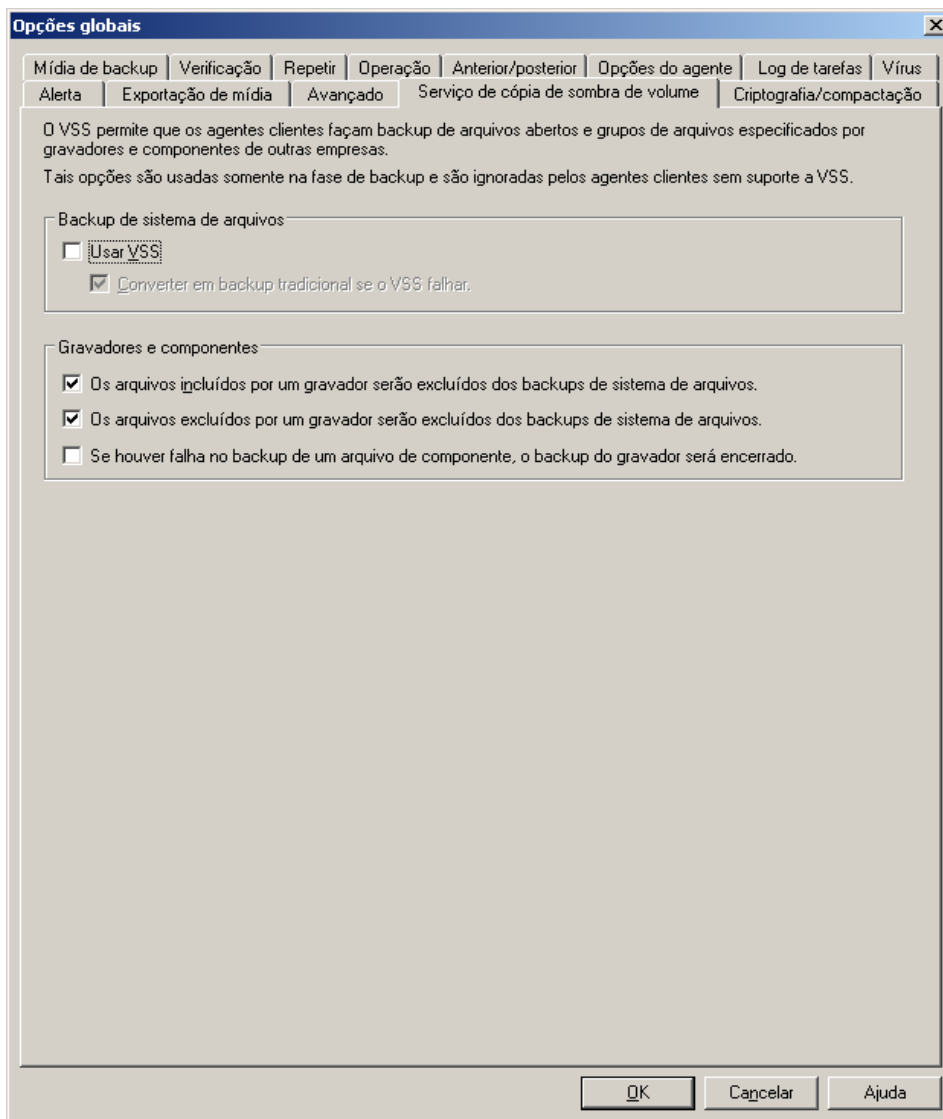 Opções globais
Mídia de backup Verificação Repetir Operação Anterior/posterior Opções do agente Log de tarefas Vírus
Alerta Exportação de mídia Avançado Serviço de cópia de sombra de volume Criptografia/compactação
O VSS permite que os agentes clientes façam backup de arquivos abertos e grupos de arquivos especificados por
gravadores e componentes de outras empresas.
Tais opções são usadas somente na fase de backup e são ignoradas pelos agentes clientes sem suporte a VSS.
Backup de sistema de arquivos
Usar VSS
Converter em backup tradicional se o VSS falhar.
Gravadores e componentes
Os arquivos incluídos por um gravador serão excluídos dos backups de sistema de arquivos.
Os arquivos excluídos por um gravador serão excluídos dos backups de sistema de arquivos.
Se houver falha no backup de um arquivo de componente, o backup do gravador será encerrado.
OK Cancelar Ajuda